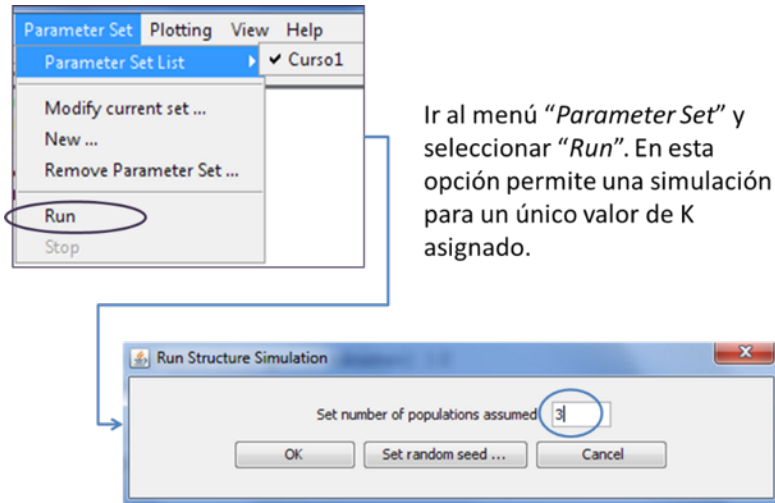 Parameter Set Plotting View Help
Parameter Set List ✔ Curso1
Modify current set ...
New ...
Remove Parameter Set ...
Run
Stop
Ir al menú “Parameter Set” y
seleccionar “Run”. En esta
opción permite una simulación
para un único valor de K
asignado.
Run Structure Simulation
Set number of populations assumed 3
OK Set random seed ... Cancel